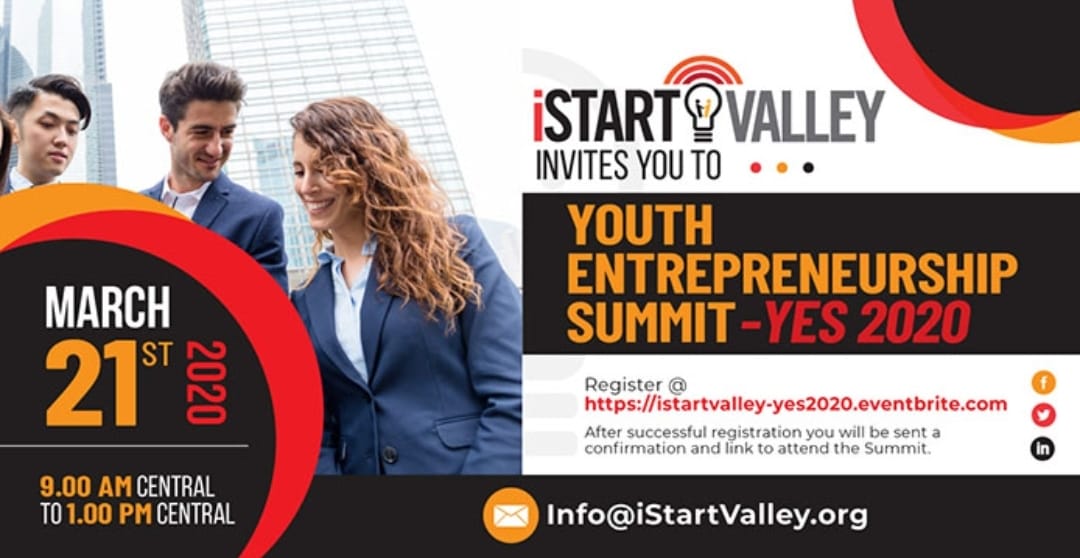 iSTART VALLEY
INVITES YOU TO
YOUTH
ENTREPRENEURSHIP
SUMMIT -YES 2020
MARCH
21ST 2020
9.00 AM CENTRAL
TO 1.00 PM CENTRAL
Register @
https://istartvalley-yes2020.eventbrite.com
After successful registration you will be sent a
confirmation and link to attend the Summit.
f
in
Info@iStartValley.org